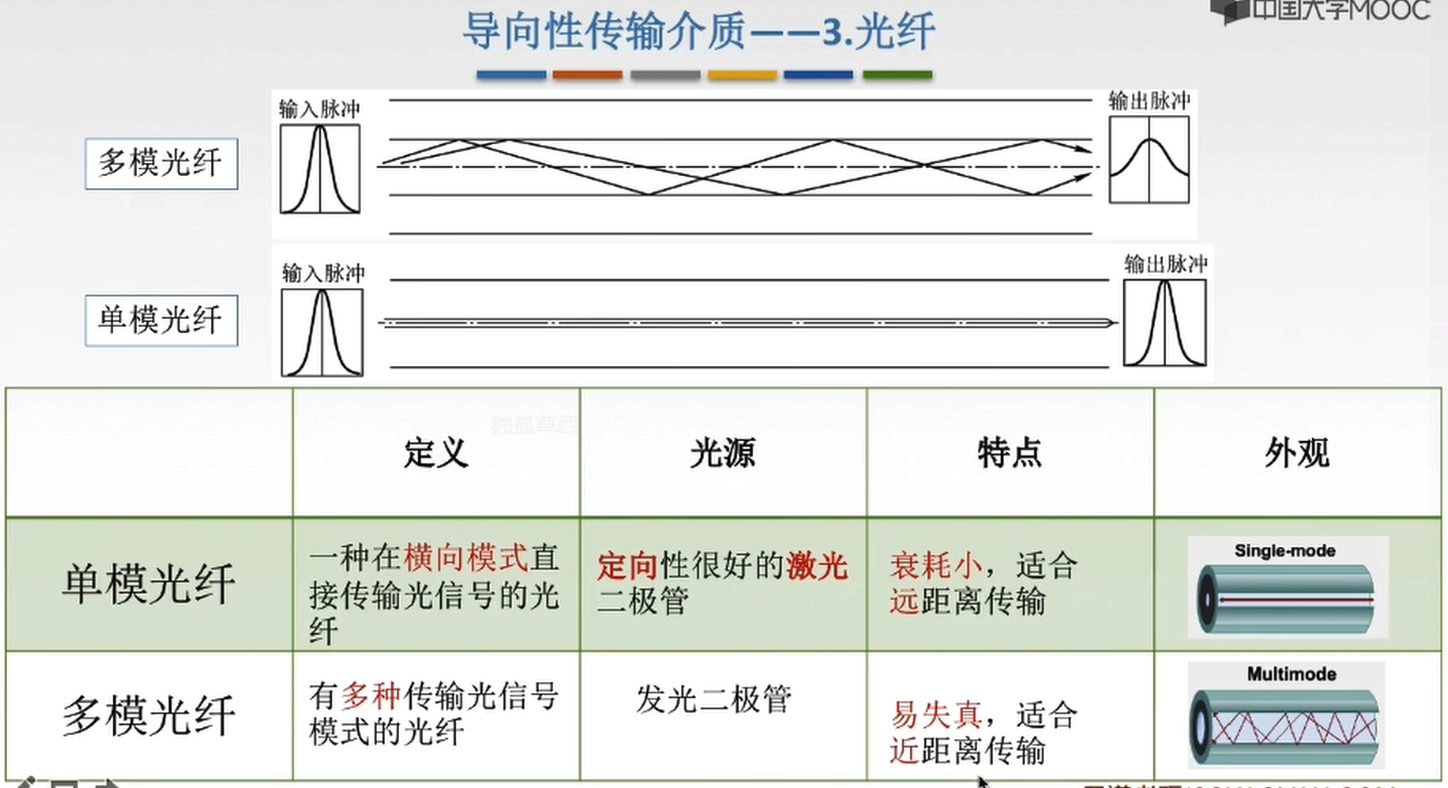 中国大学MOOC
导向性传输介质——3.光纤
输入脉冲
输出脉冲
多模光纤
输入脉冲
输出脉冲
单模光纤
独孤草西
定义
光源
特点
外观
单模光纤
一种在横向模式直
接传输光信号的光
纤
定向性很好的激光
二极管
衰耗小，适合
远距离传输
Single-mode
多模光纤
有多种传输光信号
模式的光纤
发光二极管
易失真，适合
近距离传输
Multimode